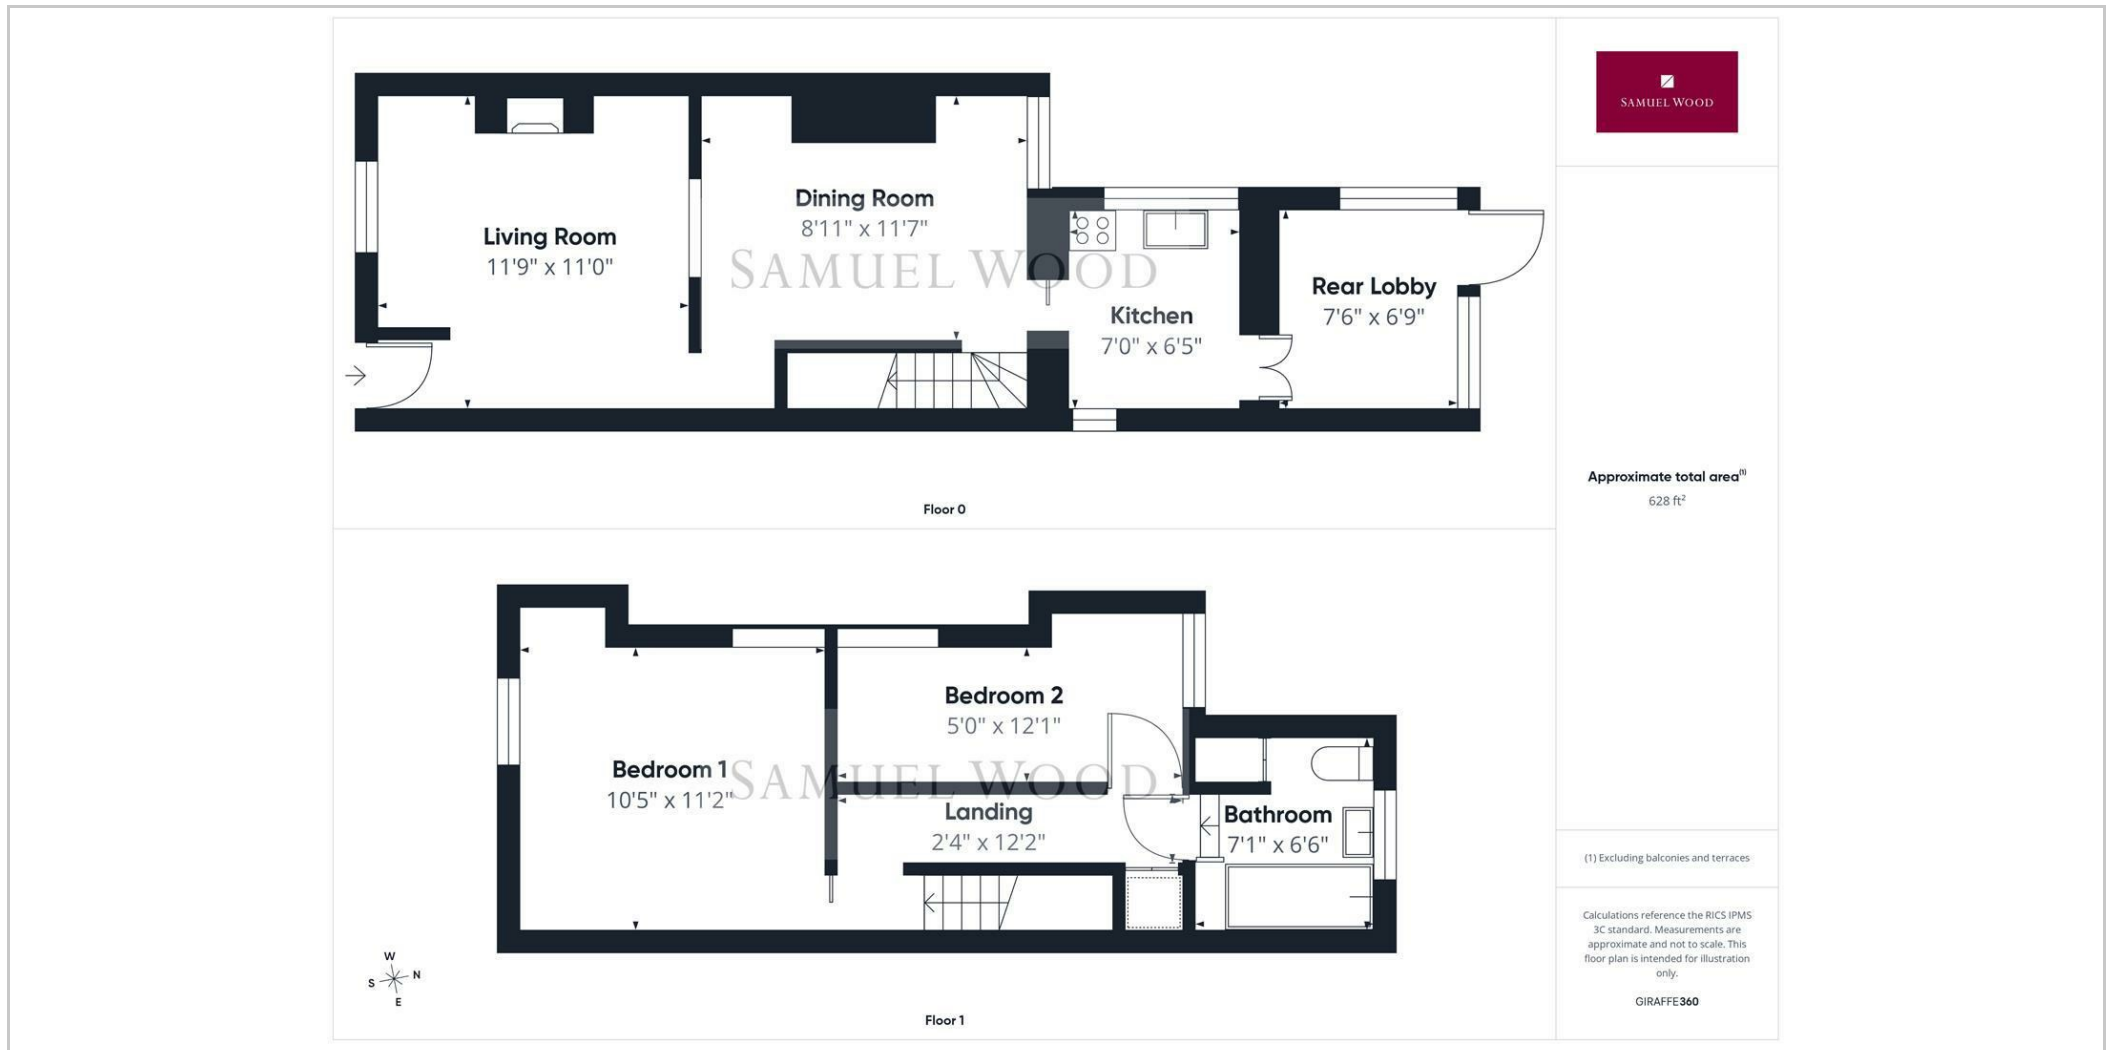 SAMUEL WOOD
Living Room
11'9" x 11'0"
Dining Room
8'11" x 11'7"
SAMUEL WOOD
Kitchen
7'0" x 6'5"
Rear Lobby
7'6" x 6'9"
Floor 0
Approximate total area(1)
628 ft²
Bedroom 1
10'5" x 11'2"
Bedroom 2
5'0" x 12'1"
SAMUEL WOOD
Landing
2'4" x 12'2"
Bathroom
7'1" x 6'6"
W
N
S
E
Floor 1
(1) Excluding balconies and terraces
Calculations reference the RICS IPMS
3C standard. Measurements are
approximate and not to scale. This
floor plan is intended for illustration
only.
GIRAFFE360